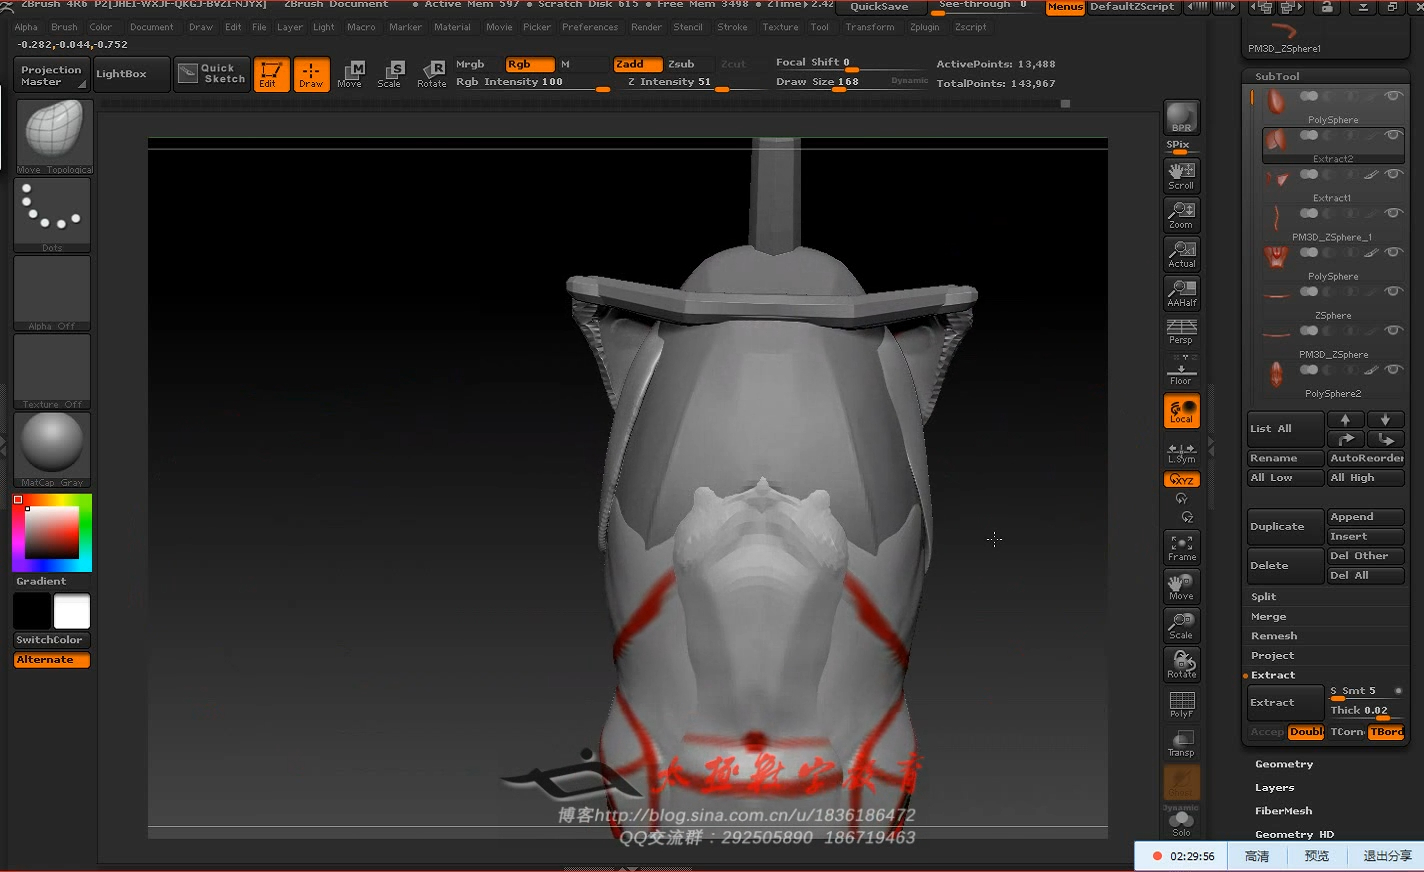 ZBrush 4R6 P2[JHEI-WXJF-QKGJ-BVZI-NJYX] ZBrush Document • Active Mem 597 • Scratch Disk 615 • Free Mem 3498 • ZTime▸2.42 QuickSave See-through 0 Menus DefaultZScript
Alpha Brush Color Document Draw Edit File Layer Light Macro Marker Material Movie Picker Preferences Render Stencil Stroke Texture Tool Transform Zplugin Zscript
-0.282,-0.044,-0.752
Projection Master
LightBox
Quick Sketch
Edit
Draw
Move
Scale
Rotate
Mrgb Rgb M
Rgb Intensity 100
Zadd Zsub Zcut
Z Intensity 51
Focal Shift 0
Draw Size 168 Dynamic
ActivePoints: 13,488
TotalPoints: 143,967
Move Topological
Dots
Alpha Off
Texture Off
MatCap Gray
Gradient
SwitchColor
Alternate
BPR
SPix
Scroll
Zoom
Actual
AAHalf
Persp
Floor
Local
L.Sym
XYZ
Y
Z
Frame
Move
Scale
Rotate
PolyF
Transp
Ghost
Dynamic
Solo
PM3D_ZSphere1
SubTool
PolySphere
Extract2
Extract1
PM3D_ZSphere_1
PolySphere
ZSphere
PM3D_ZSphere
PolySphere2
List All
Rename AutoReorder
All Low All High
Duplicate Append
Insert
Delete Del Other
Del All
Split
Merge
Remesh
Project
Extract
Extract S Smt 5
Thick 0.02
Accep Doubl TCorn TBord
Geometry
Layers
FiberMesh
Geometry HD
太极数字教育
博客http://blog.sina.com.cn/u/1836186472
QQ交流群：292505890 186719463
02:29:56 高清 预览 退出分享